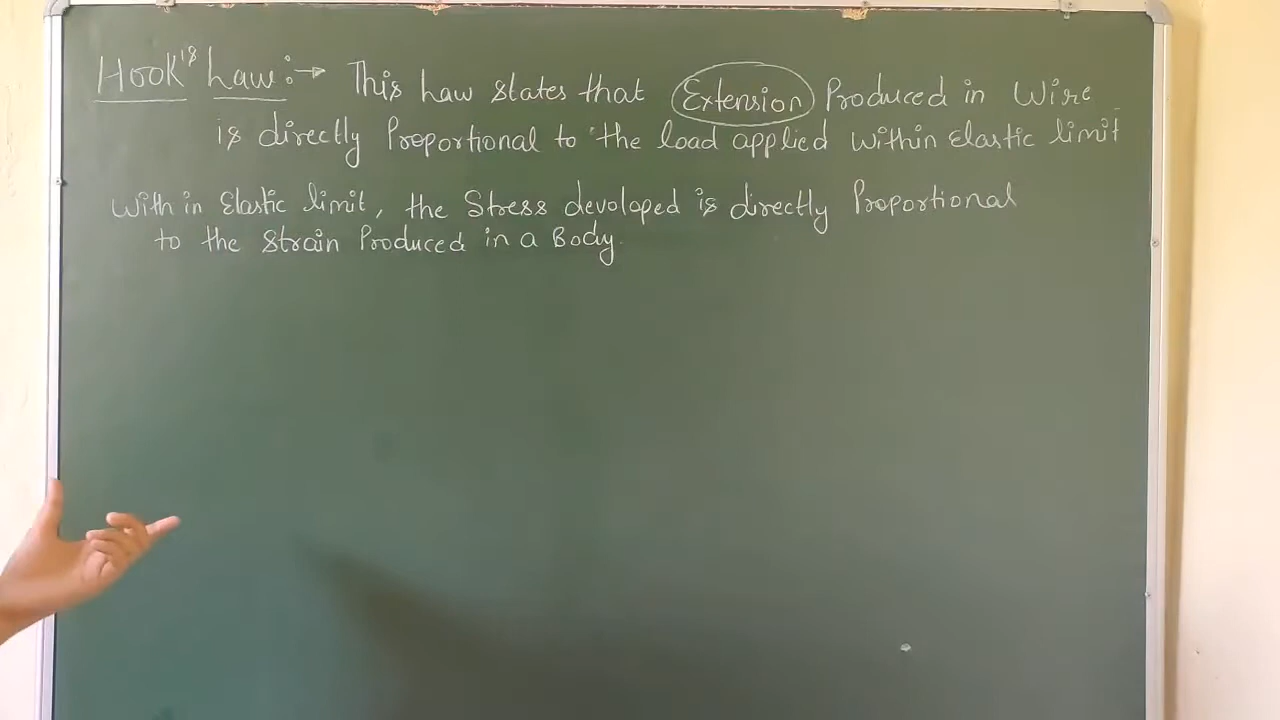 Hook's Law :→ This Law states that Extension Produced in Wire
is directly Proportional to the load applied within elastic limit
With in Elastic limit, the Stress devoloped is directly Proportional
to the strain Produced in a Body.